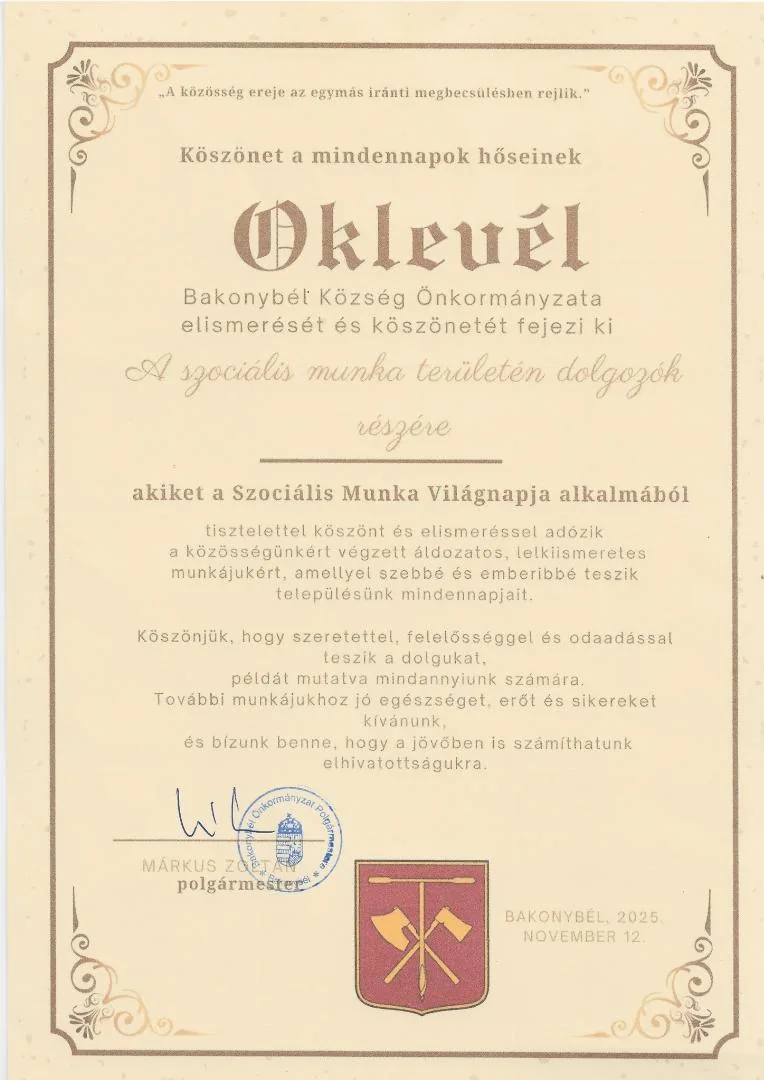 „A közösség ereje az egymás iránti megbecsülésben rejlik.”
Köszönet a mindennapok hőseinek
Oklevél
Bakonybél Község Önkormányzata
elismerését és köszönetét fejezi ki
A szociális munka területén dolgozók
részére
akiket a Szociális Munka Világnapja alkalmából
tisztelettel köszönt és elismeréssel adózik
a közösségünkért végzett áldozatos, lelkiismeretes
munkájukért, amellyel szebbé és emberibbé teszik
településünk mindennapjait.
Köszönjük, hogy szeretettel, felelősséggel és odaadással
teszik a dolgukat,
példát mutatva mindannyiunk számára.
További munkájukhoz jó egészséget, erőt és sikereket
kívánunk,
és bízunk benne, hogy a jövőben is számíthatunk
elhivatottságukra.
Bakonybél Önkormányzat Polgármestere
* Bakonybél *
MÁRKUS ZOLTÁN
polgármester
BAKONYBÉL, 2025.
NOVEMBER 12.